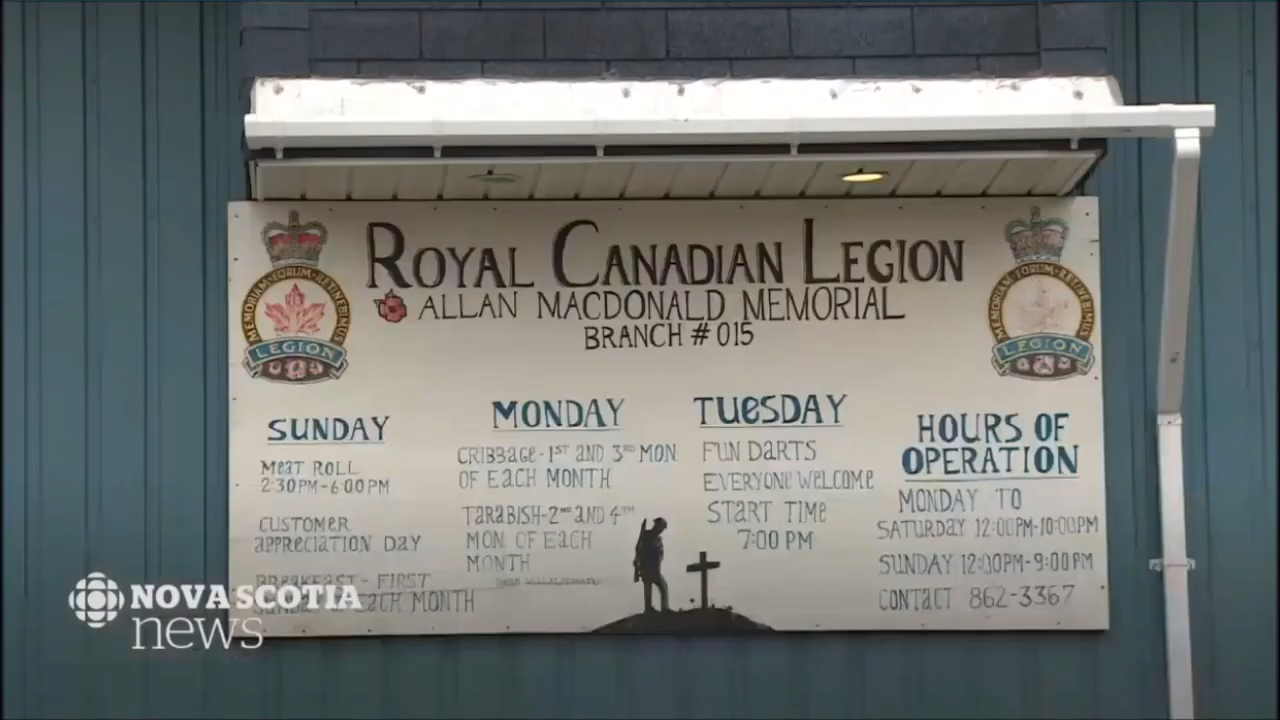 ROYAL CANADIAN LEGION
ALLAN MACDONALD MEMORIAL
BRANCH # 015
MEMORIAM·EORUM·RETINEBIMUS
LEGION
MEMORIAM·EORUM·RETINEBIMUS
LEGION
SUNDAY
MEAT ROLL
2:30PM-6:00PM
CUSTOMER
APPRECIATION DAY
BREAKFAST- FIRST
EACH MONTH
MONDAY
CRIBBAGE-1ST AND 3RD MON
OF EACH MONTH
TARABISH-2ND AND 4TH
MON OF EACH
MONTH
TUESDAY
FUN DARTS
EVERYONE WELCOME
START TIME
7:00 PM
HOURS OF
OPERATION
MONDAY TO
SATURDAY 12:00PM-10:00PM
SUNDAY 12:00PM-9:00PM
CONTACT 862-3367
NOVA SCOTIA
news